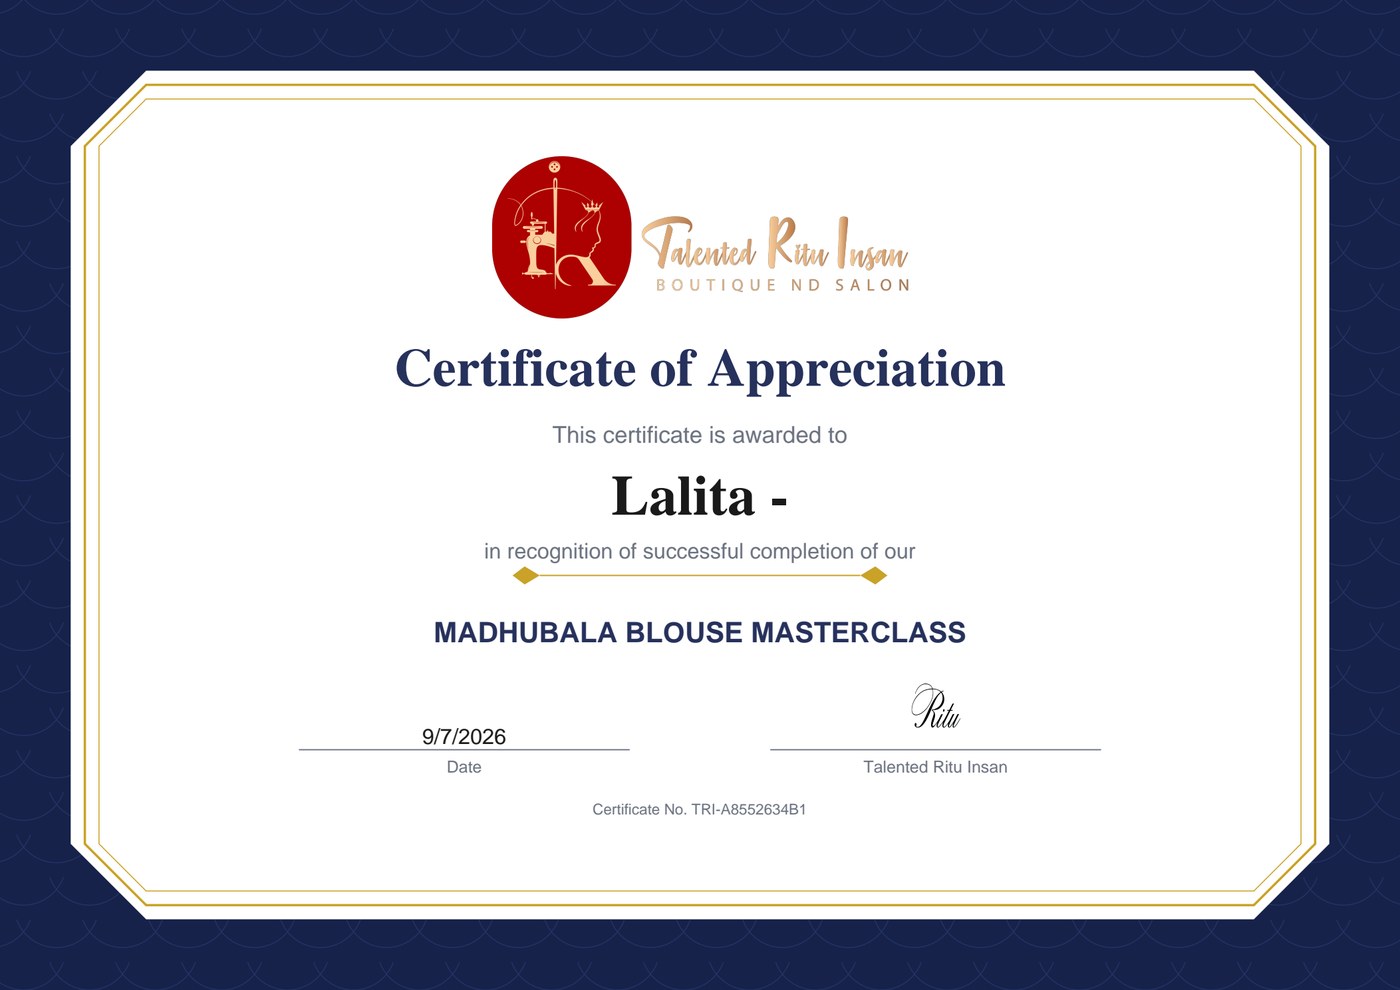 Talented Ritu Insan
BOUTIQUE ND SALON
Certificate of Appreciation
This certificate is awarded to
Lalita -
in recognition of successful completion of our
MADHUBALA BLOUSE MASTERCLASS
Ritu
9/7/2026
Date
Talented Ritu Insan
Certificate No. TRI-A8552634B1